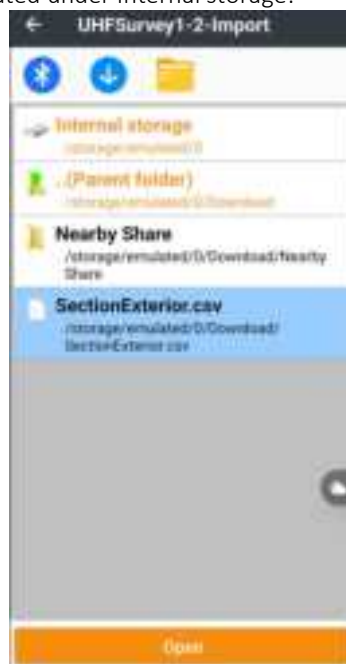 ated under internal storage?
UHFSurvey1-2-Import
Internal storage
/storage/emulated/0
..(Parent folder)
/storage/emulated/0/Download
Nearby Share
/storage/emulated/0/Download/Nearby
Share
SectionExterior.csv
/storage/emulated/0/Download/
SectionExterior.csv
Open